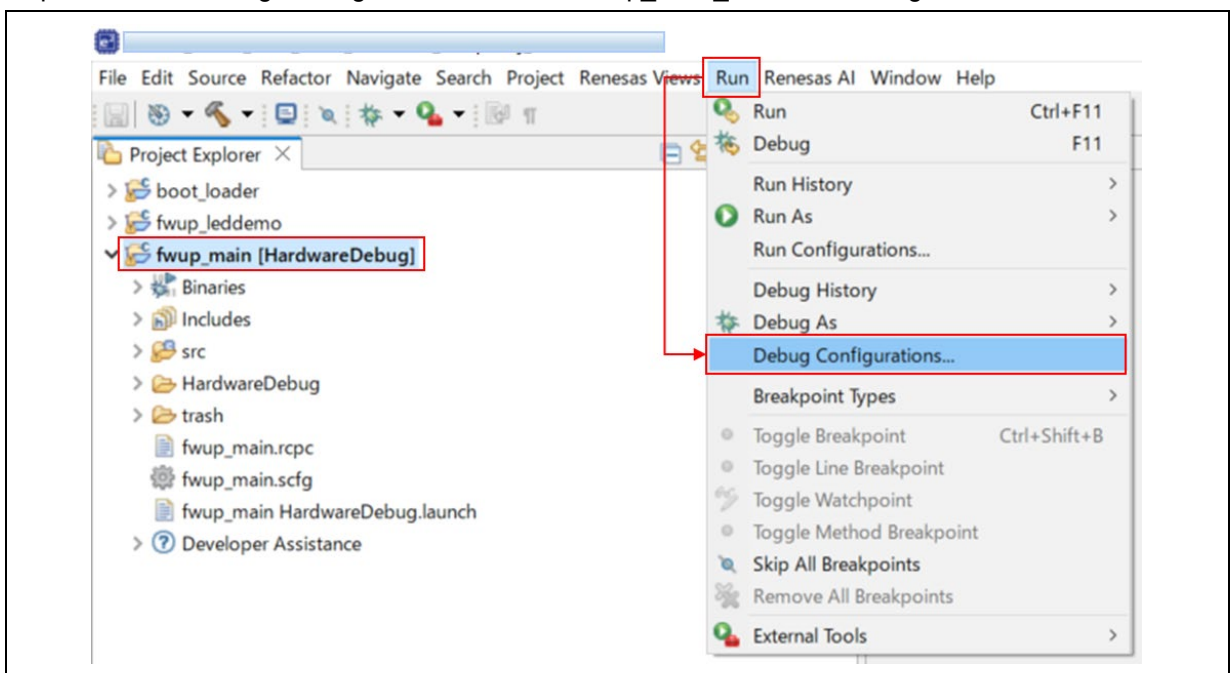 File Edit Source Refactor Navigate Search Project Renesas Views Run Renesas AI Window Help
Project Explorer
boot_loader
fwup_leddemo
fwup_main [HardwareDebug]
Binaries
Includes
src
HardwareDebug
trash
fwup_main.rcpc
fwup_main.scfg
fwup_main HardwareDebug.launch
Developer Assistance
Run Ctrl+F11
Debug F11
Run History
Run As
Run Configurations...
Debug History
Debug As
Debug Configurations...
Breakpoint Types
Toggle Breakpoint Ctrl+Shift+B
Toggle Line Breakpoint
Toggle Watchpoint
Toggle Method Breakpoint
Skip All Breakpoints
Remove All Breakpoints
External Tools